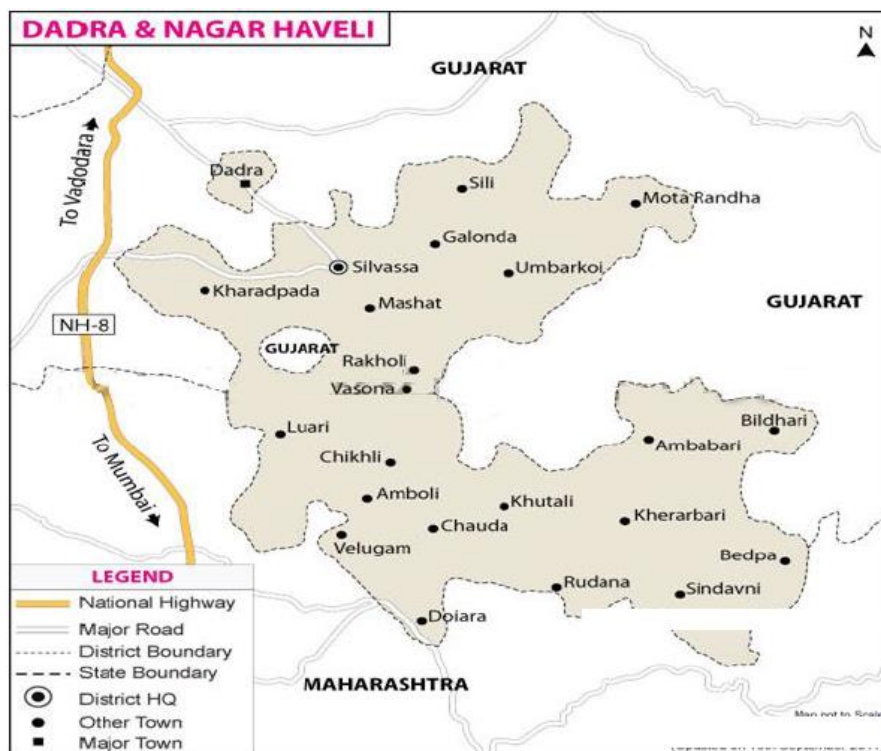 DADRA & NAGAR HAVELI
N
GUJARAT
To Vadodara
Dadra
Sili
Mota Randha
Galonda
Silvassa
Umbarkoi
Kharadpada
Mashat
GUJARAT
NH-8
GUJARAT
Rakholi
Vasona
Luari
Bildhari
Ambabari
To Mumbai
Chikhli
Amboli
Khutali
Chauda
Kherarbari
Velugam
Bedpa
LEGEND
Rudana
Sindavni
National Highway
Doiara
Major Road
District Boundary
State Boundary
MAHARASHTRA
District HQ
Other Town
Map not to Scale
Major Town